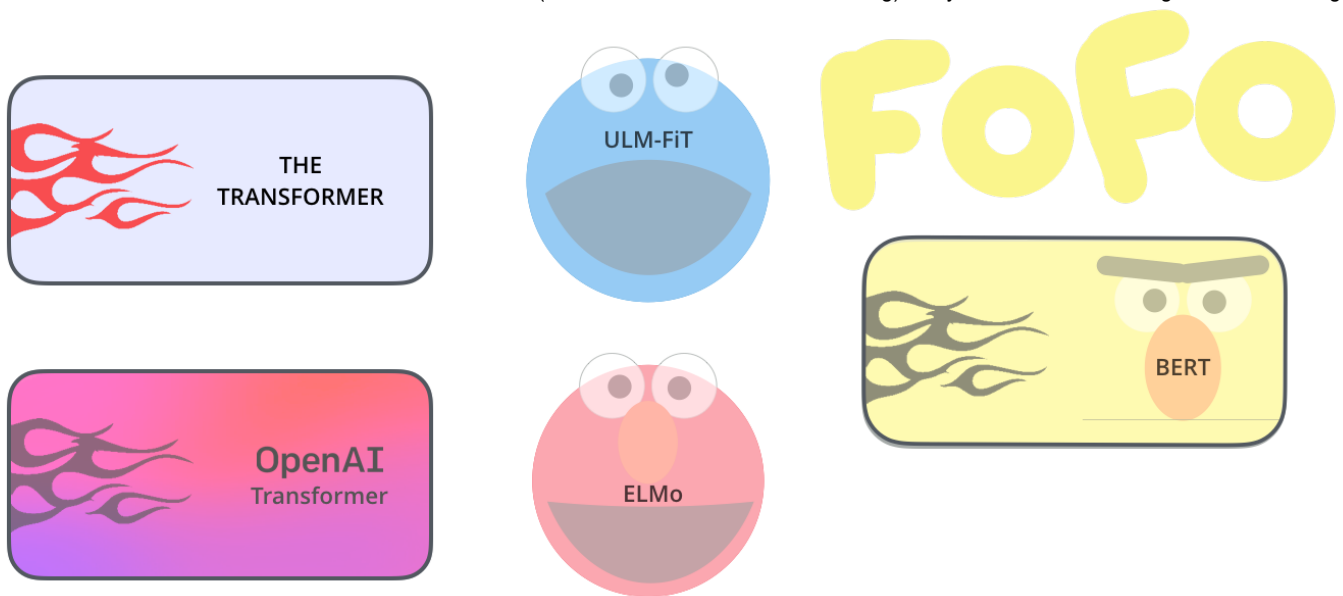 THE
TRANSFORMER
ULM-FiT
FOFO
BERT
OpenAI
Transformer
ELMo